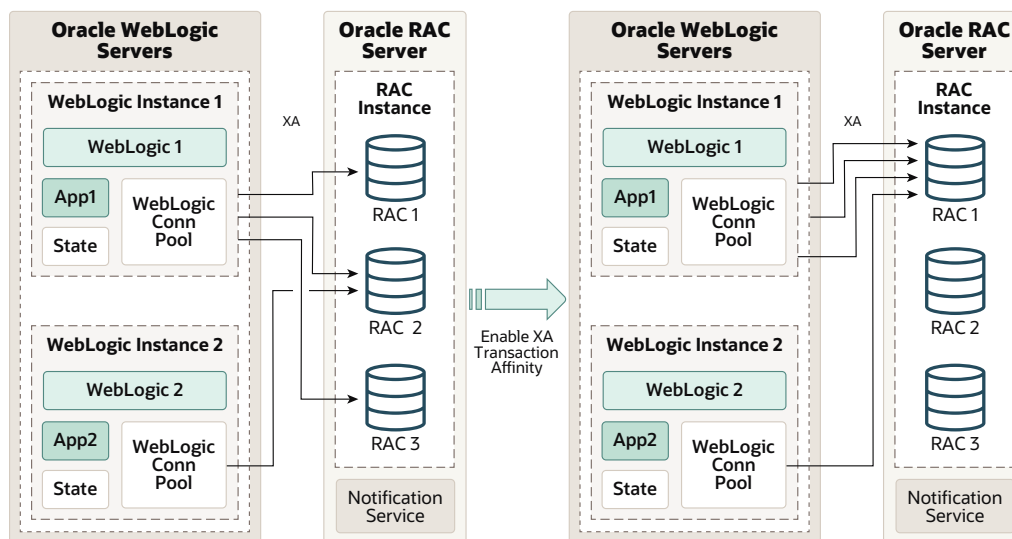 Oracle WebLogic
Servers
WebLogic Instance 1
WebLogic 1
App1
State
WebLogic
Conn
Pool
WebLogic Instance 2
WebLogic 2
App2
State
WebLogic
Conn
Pool
XA
Oracle RAC
Server
RAC
Instance
RAC 1
RAC 2
RAC 3
Notification
Service
Enable XA
Transaction
Affinity
Oracle WebLogic
Servers
WebLogic Instance 1
WebLogic 1
App1
State
WebLogic
Conn
Pool
WebLogic Instance 2
WebLogic 2
App2
State
WebLogic
Conn
Pool
XA
Oracle RAC
Server
RAC
Instance
RAC 1
RAC 2
RAC 3
Notification
Service